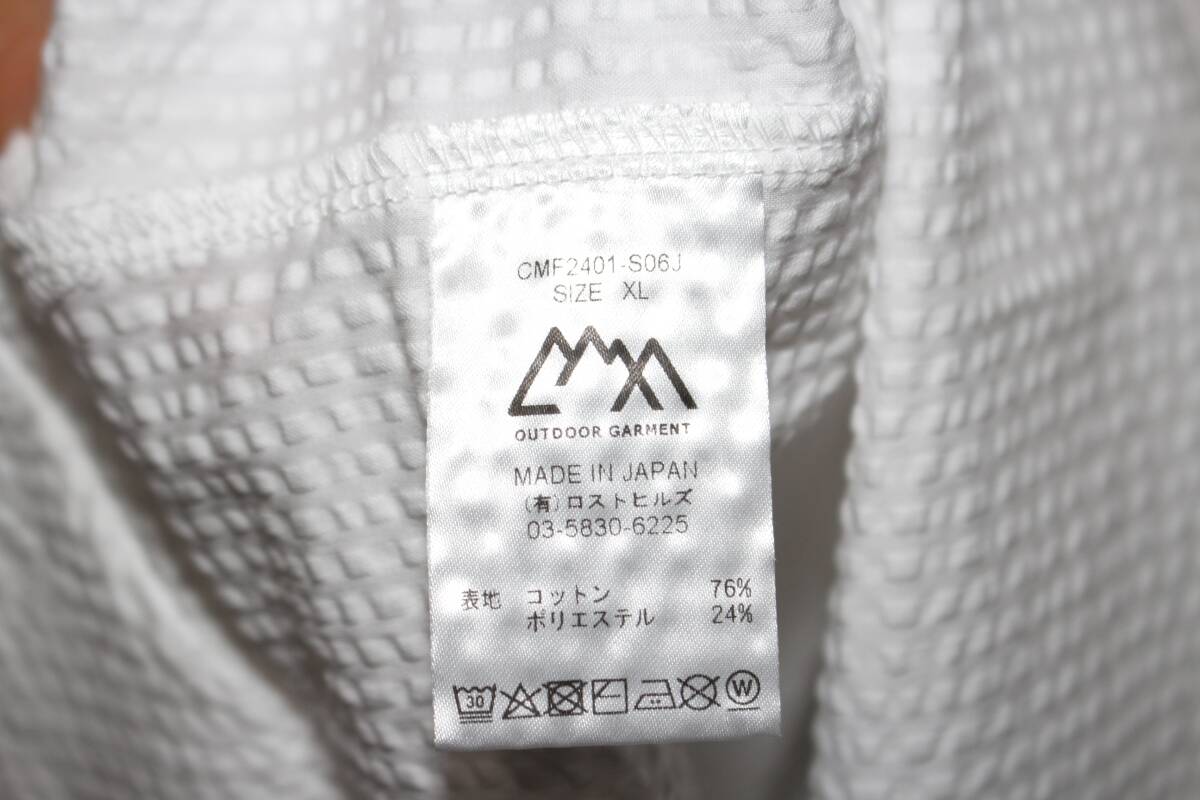 CMF2401-S06J
SIZE XL
OUTDOOR GARMENT
MADE IN JAPAN
(有)ロストヒルズ
03-5830-6225
表地 コットン 76%
ポリエステル 24%
30 W